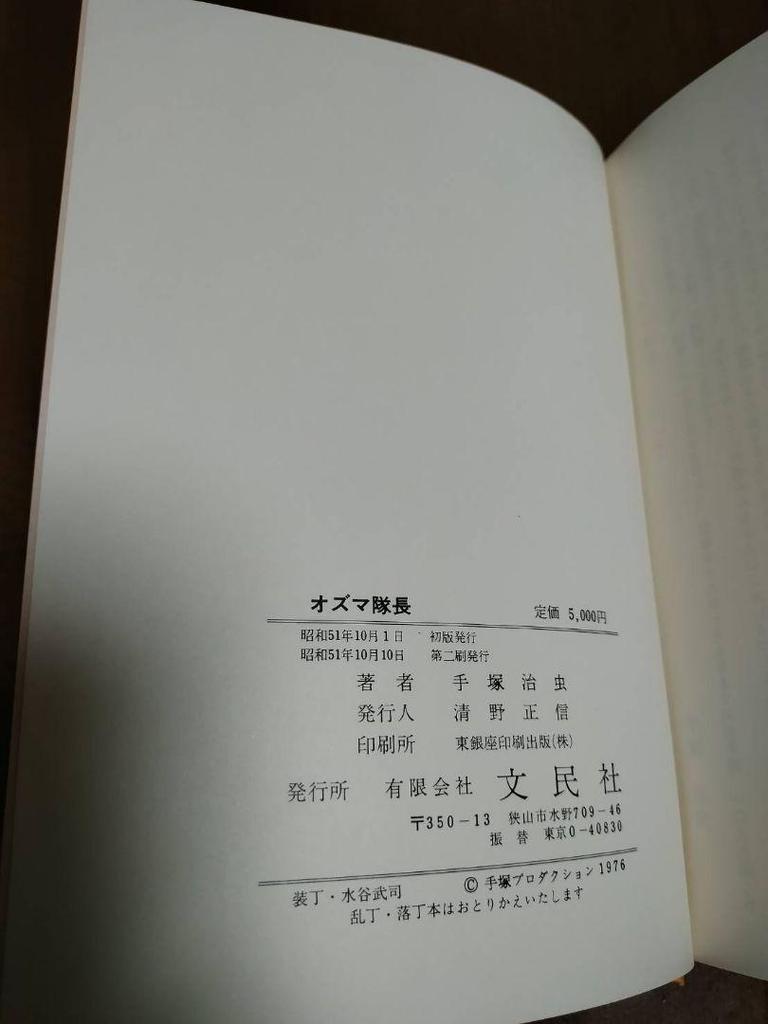 オズマ隊長 定価 5,000円
昭和51年10月1日 初版発行
昭和51年10月10日 第二刷発行
著者 手塚治虫
発行人 清野正信
印刷所 東銀座印刷出版(株)
発行所 有限会社 文民社
〒350-13 狭山市水野709-46
振替 東京0-40830
装丁・水谷武司 © 手塚プロダクション 1976
乱丁・落丁本はおとりかえいたします